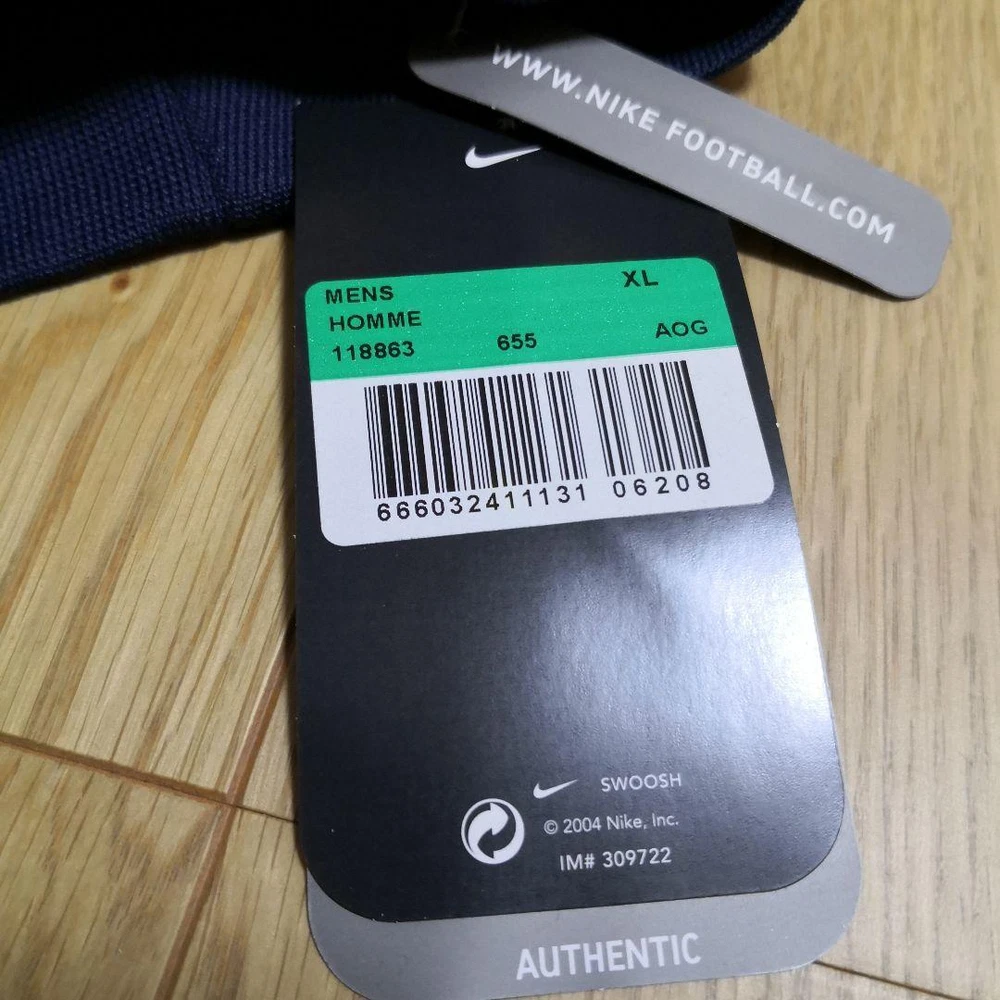 WWW.NIKE FOOTBALL.COM
MENS XL
HOMME
118863 655 AOG
666032411131 06208
SWOOSH
© 2004 Nike, Inc.
IM# 309722
AUTHENTIC